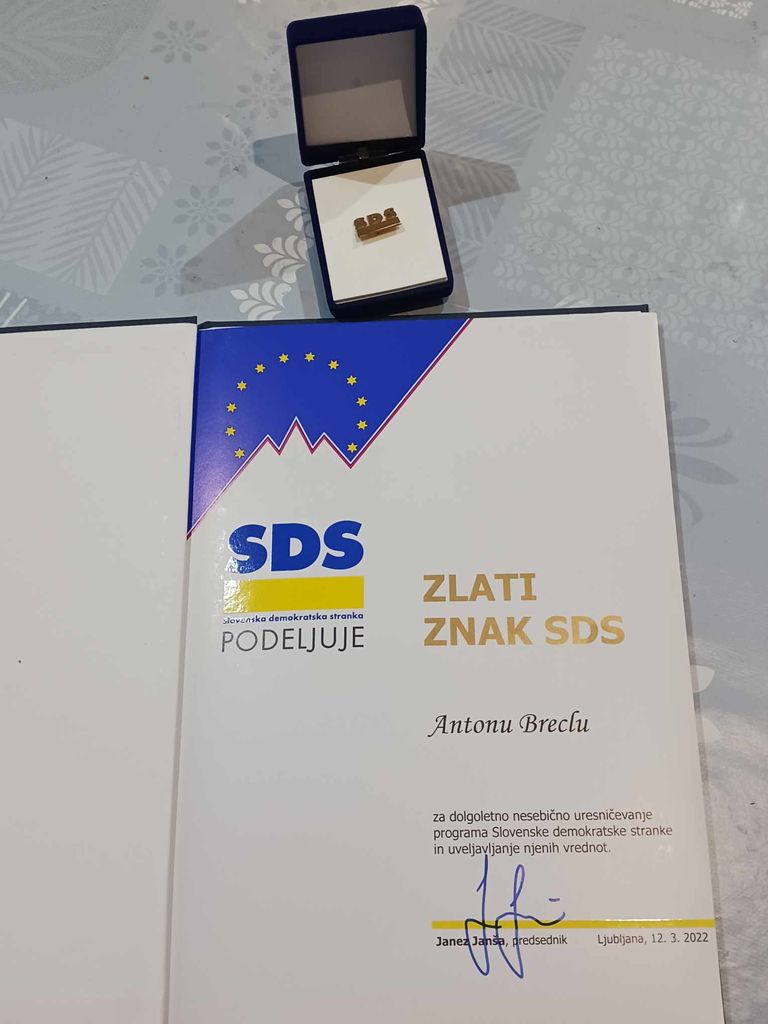 SDS
SDS
slovenska demokratska stranka
PODELJUJE
ZLATI
ZNAK SDS
Antonu Breclu
za dolgoletno nesebično uresničevanje
programa Slovenske demokratske stranke
in uveljavljanje njenih vrednot.
Janez Janša, predsednik Ljubljana, 12. 3. 2022